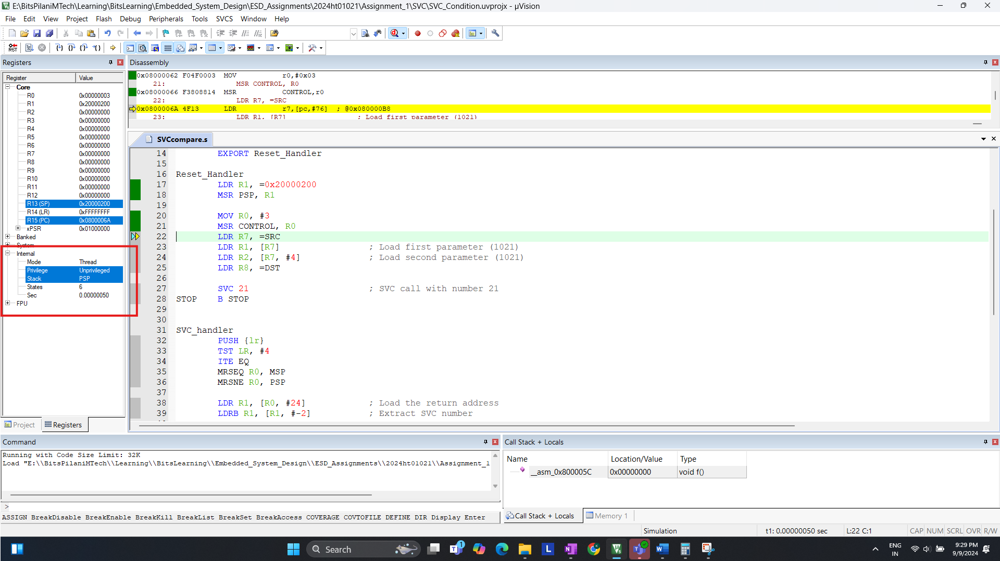 E:\BitsPilaniMTech\Learning\BitsLearning\Embedded_System_Design\ESD_Assignments\2024ht01021\Assignment_1\SVC\SVC_Condition.uvprojx - µVision
File Edit View Project Flash Debug Peripherals Tools SVCS Window Help
Registers
Register Value
Core
R0 0x00000003
R1 0x20000200
R2 0x00000000
R3 0x00000000
R4 0x00000000
R5 0x00000000
R6 0x00000000
R7 0x00000000
R8 0x00000000
R9 0x00000000
R10 0x00000000
R11 0x00000000
R12 0x00000000
R13 (SP) 0x20000200
R14 (LR) 0xFFFFFFFF
R15 (PC) 0x0800006A
xPSR 0x01000000
Banked
System
Internal
Mode Thread
Privilege Unprivileged
Stack PSP
States 6
Sec 0.00000050
FPU
Project Registers
Disassembly
0x08000062 F04F0003 MOV r0,#0x03
21: MSR CONTROL, R0
0x08000066 F3808814 MSR CONTROL,r0
22: LDR R7, =SRC
0x0800006A 4F13 LDR r7,[pc,#76] ; @0x080000B8
23: LDR R1, [R7] ; Load first parameter (1021)
SVCcompare.s
14 EXPORT Reset_Handler
15
16 Reset_Handler
17 LDR R1, =0x20000200
18 MSR PSP, R1
19
20 MOV R0, #3
21 MSR CONTROL, R0
22 LDR R7, =SRC
23 LDR R1, [R7] ; Load first parameter (1021)
24 LDR R2, [R7, #4] ; Load second parameter (1021)
25 LDR R8, =DST
26
27 SVC 21 ; SVC call with number 21
28 STOP B STOP
29
30
31 SVC_handler
32 PUSH {lr}
33 TST LR, #4
34 ITE EQ
35 MRSEQ R0, MSP
36 MRSNE R0, PSP
37
38 LDR R1, [R0, #24] ; Load the return address
39 LDRB R1, [R1, #-2] ; Extract SVC number
Command
Running with Code Size Limit: 32K
Load "E:\\BitsPilaniMTech\\Learning\\BitsLearning\\Embedded_System_Design\\ESD_Assignments\\2024ht01021\\Assignment_1
>
ASSIGN BreakDisable BreakEnable BreakKill BreakList BreakSet BreakAccess COVERAGE COVTOFILE DEFINE DIR Display Enter
Call Stack + Locals
Name Location/Value Type
__asm_0x800005C 0x00000000 void f()
Call Stack + Locals Memory 1
Simulation t1: 0.00000050 sec L:22 C:1 CAP NUM SCRL OVR R/W
Search
1
ENG
IN
9:29 PM
9/9/2024